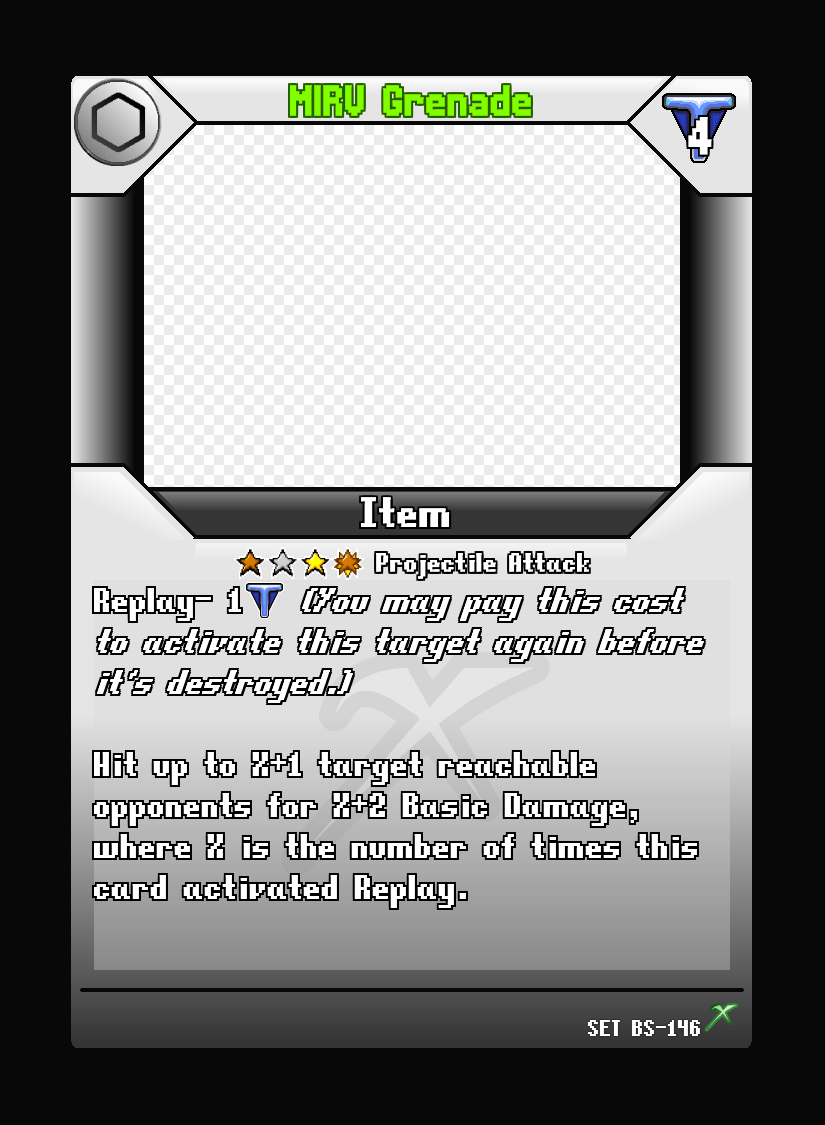 MIRV Grenade
4
Item
Projectile Attack
Replay- 1 (You may pay this cost
to activate this target again before
it's destroyed.)
Hit up to X+1 target reachable
opponents for X+2 Basic Damage,
where X is the number of times this
card activated Replay.
SET BS-146